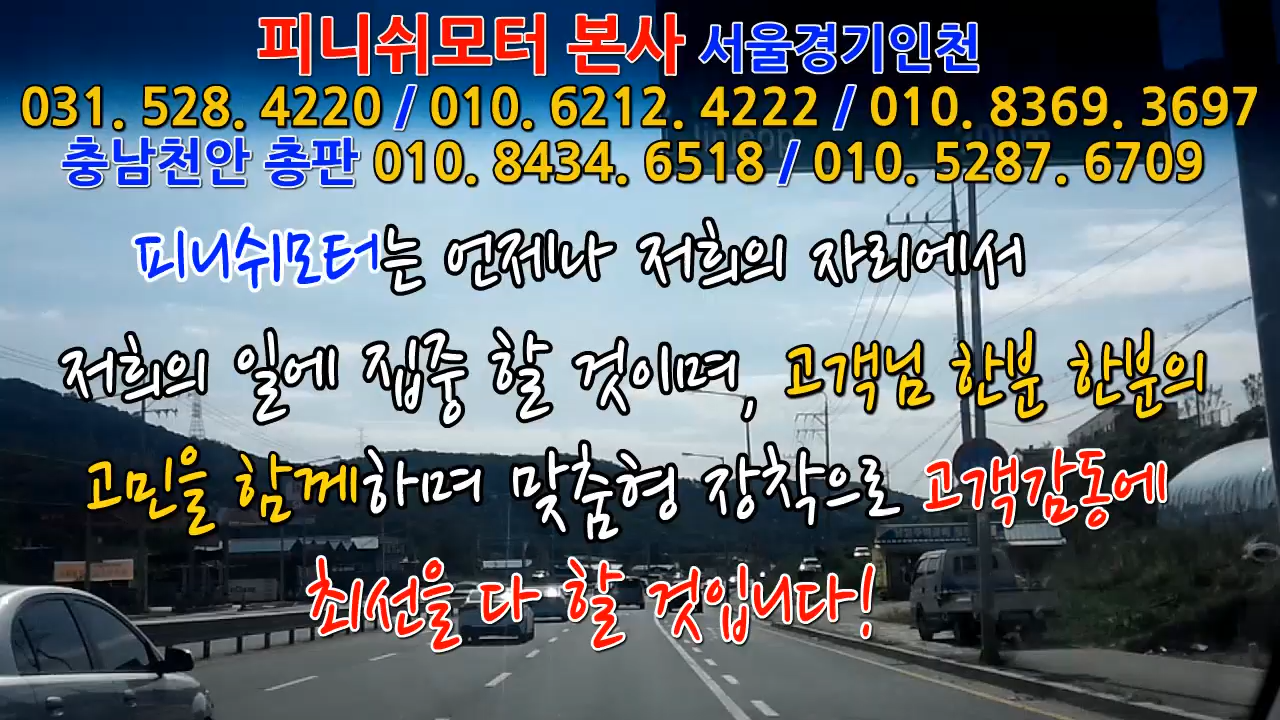 피니쉬모터 본사 서울경기인천
031. 528. 4220 / 010. 6212. 4222 / 010. 8369. 3697
Jinjeop
충남천안 총판 010. 8434. 6518 / 010. 5287. 6709
피니쉬모터는 언제나 저희의 자리에서
저희의 일에 집중 할 것이며, 고객님 한분 한분의
고민을 함께하며 맞춤형 장착으로 고객감동에
최선을 다 할 것입니다!